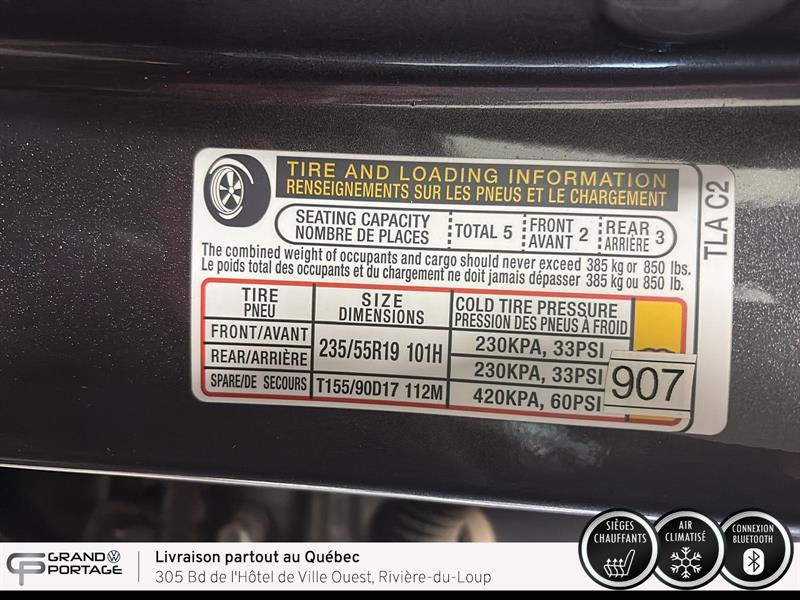 TIRE AND LOADING INFORMATION
RENSEIGNEMENTS SUR LES PNEUS ET LE CHARGEMENT
SEATING CAPACITY
NOMBRE DE PLACES
TOTAL 5
FRONT
AVANT 2
REAR
ARRIÈRE 3
The combined weight of occupants and cargo should never exceed 385 kg or 850 lbs.
Le poids total des occupants et du chargement ne doit jamais dépasser 385 kg ou 850 lb.
TIRE
PNEU
SIZE
DIMENSIONS
COLD TIRE PRESSURE
PRESSION DES PNEUS À FROID
FRONT/AVANT
235/55R19 101H
230KPA, 33PSI
REAR/ARRIÈRE
230KPA, 33PSI
SPARE/DE SECOURS
T155/90D17 112M
420KPA, 60PSI
907
TLA C2
GRAND
PORTAGE
Livraison partout au Québec
305 Bd de l'Hôtel de Ville Ouest, Rivière-du-Loup
SIÈGES
CHAUFFANTS
AIR
CLIMATISÉ
CONNEXION
BLUETOOTH